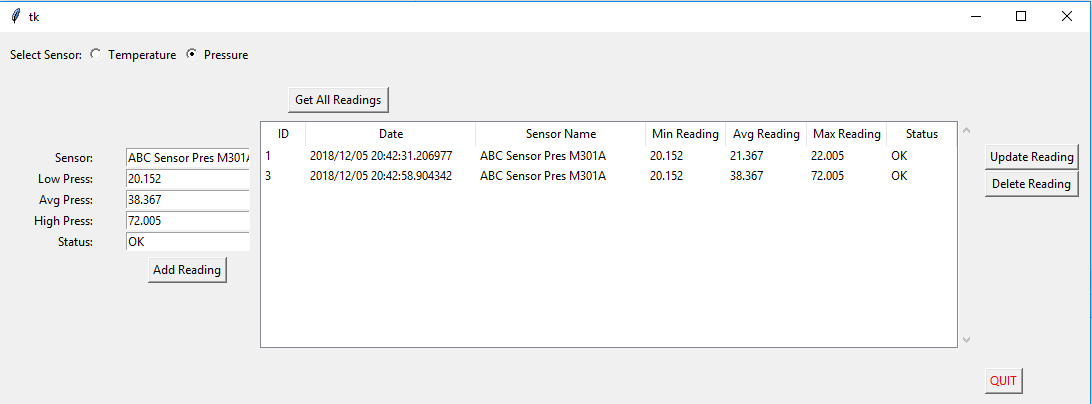 tk
Select Sensor: Temperature Pressure
Get All Readings
ID Date Sensor Name Min Reading Avg Reading Max Reading Status
1 2018/12/05 20:42:31.206977 ABC Sensor Pres M301A 20.152 21.367 22.005 OK
3 2018/12/05 20:42:58.904342 ABC Sensor Pres M301A 20.152 38.367 72.005 OK
Sensor: ABC Sensor Pres M301A
Low Press: 20.152
Avg Press: 38.367
High Press: 72.005
Status: OK
Add Reading
Update Reading
Delete Reading
QUIT